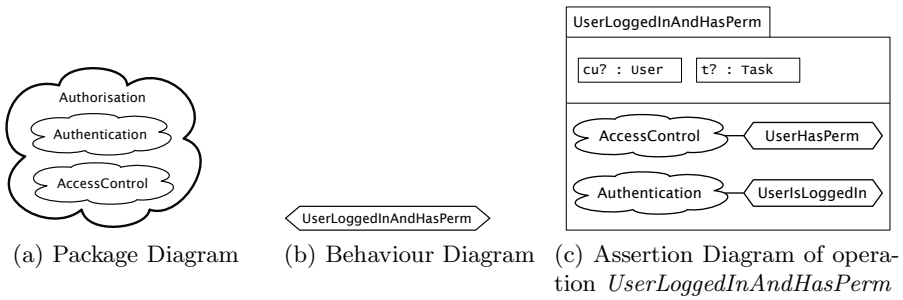 Authorisation
Authentication
AccessControl
(a) Package Diagram
UserLoggedInAndHasPerm
(b) Behaviour Diagram
UserLoggedInAndHasPerm
cu? : User
t? : Task
AccessControl
UserHasPerm
Authentication
UserIsLoggedIn
(c) Assertion Diagram of opera-
tion UserLoggedInAndHasPerm